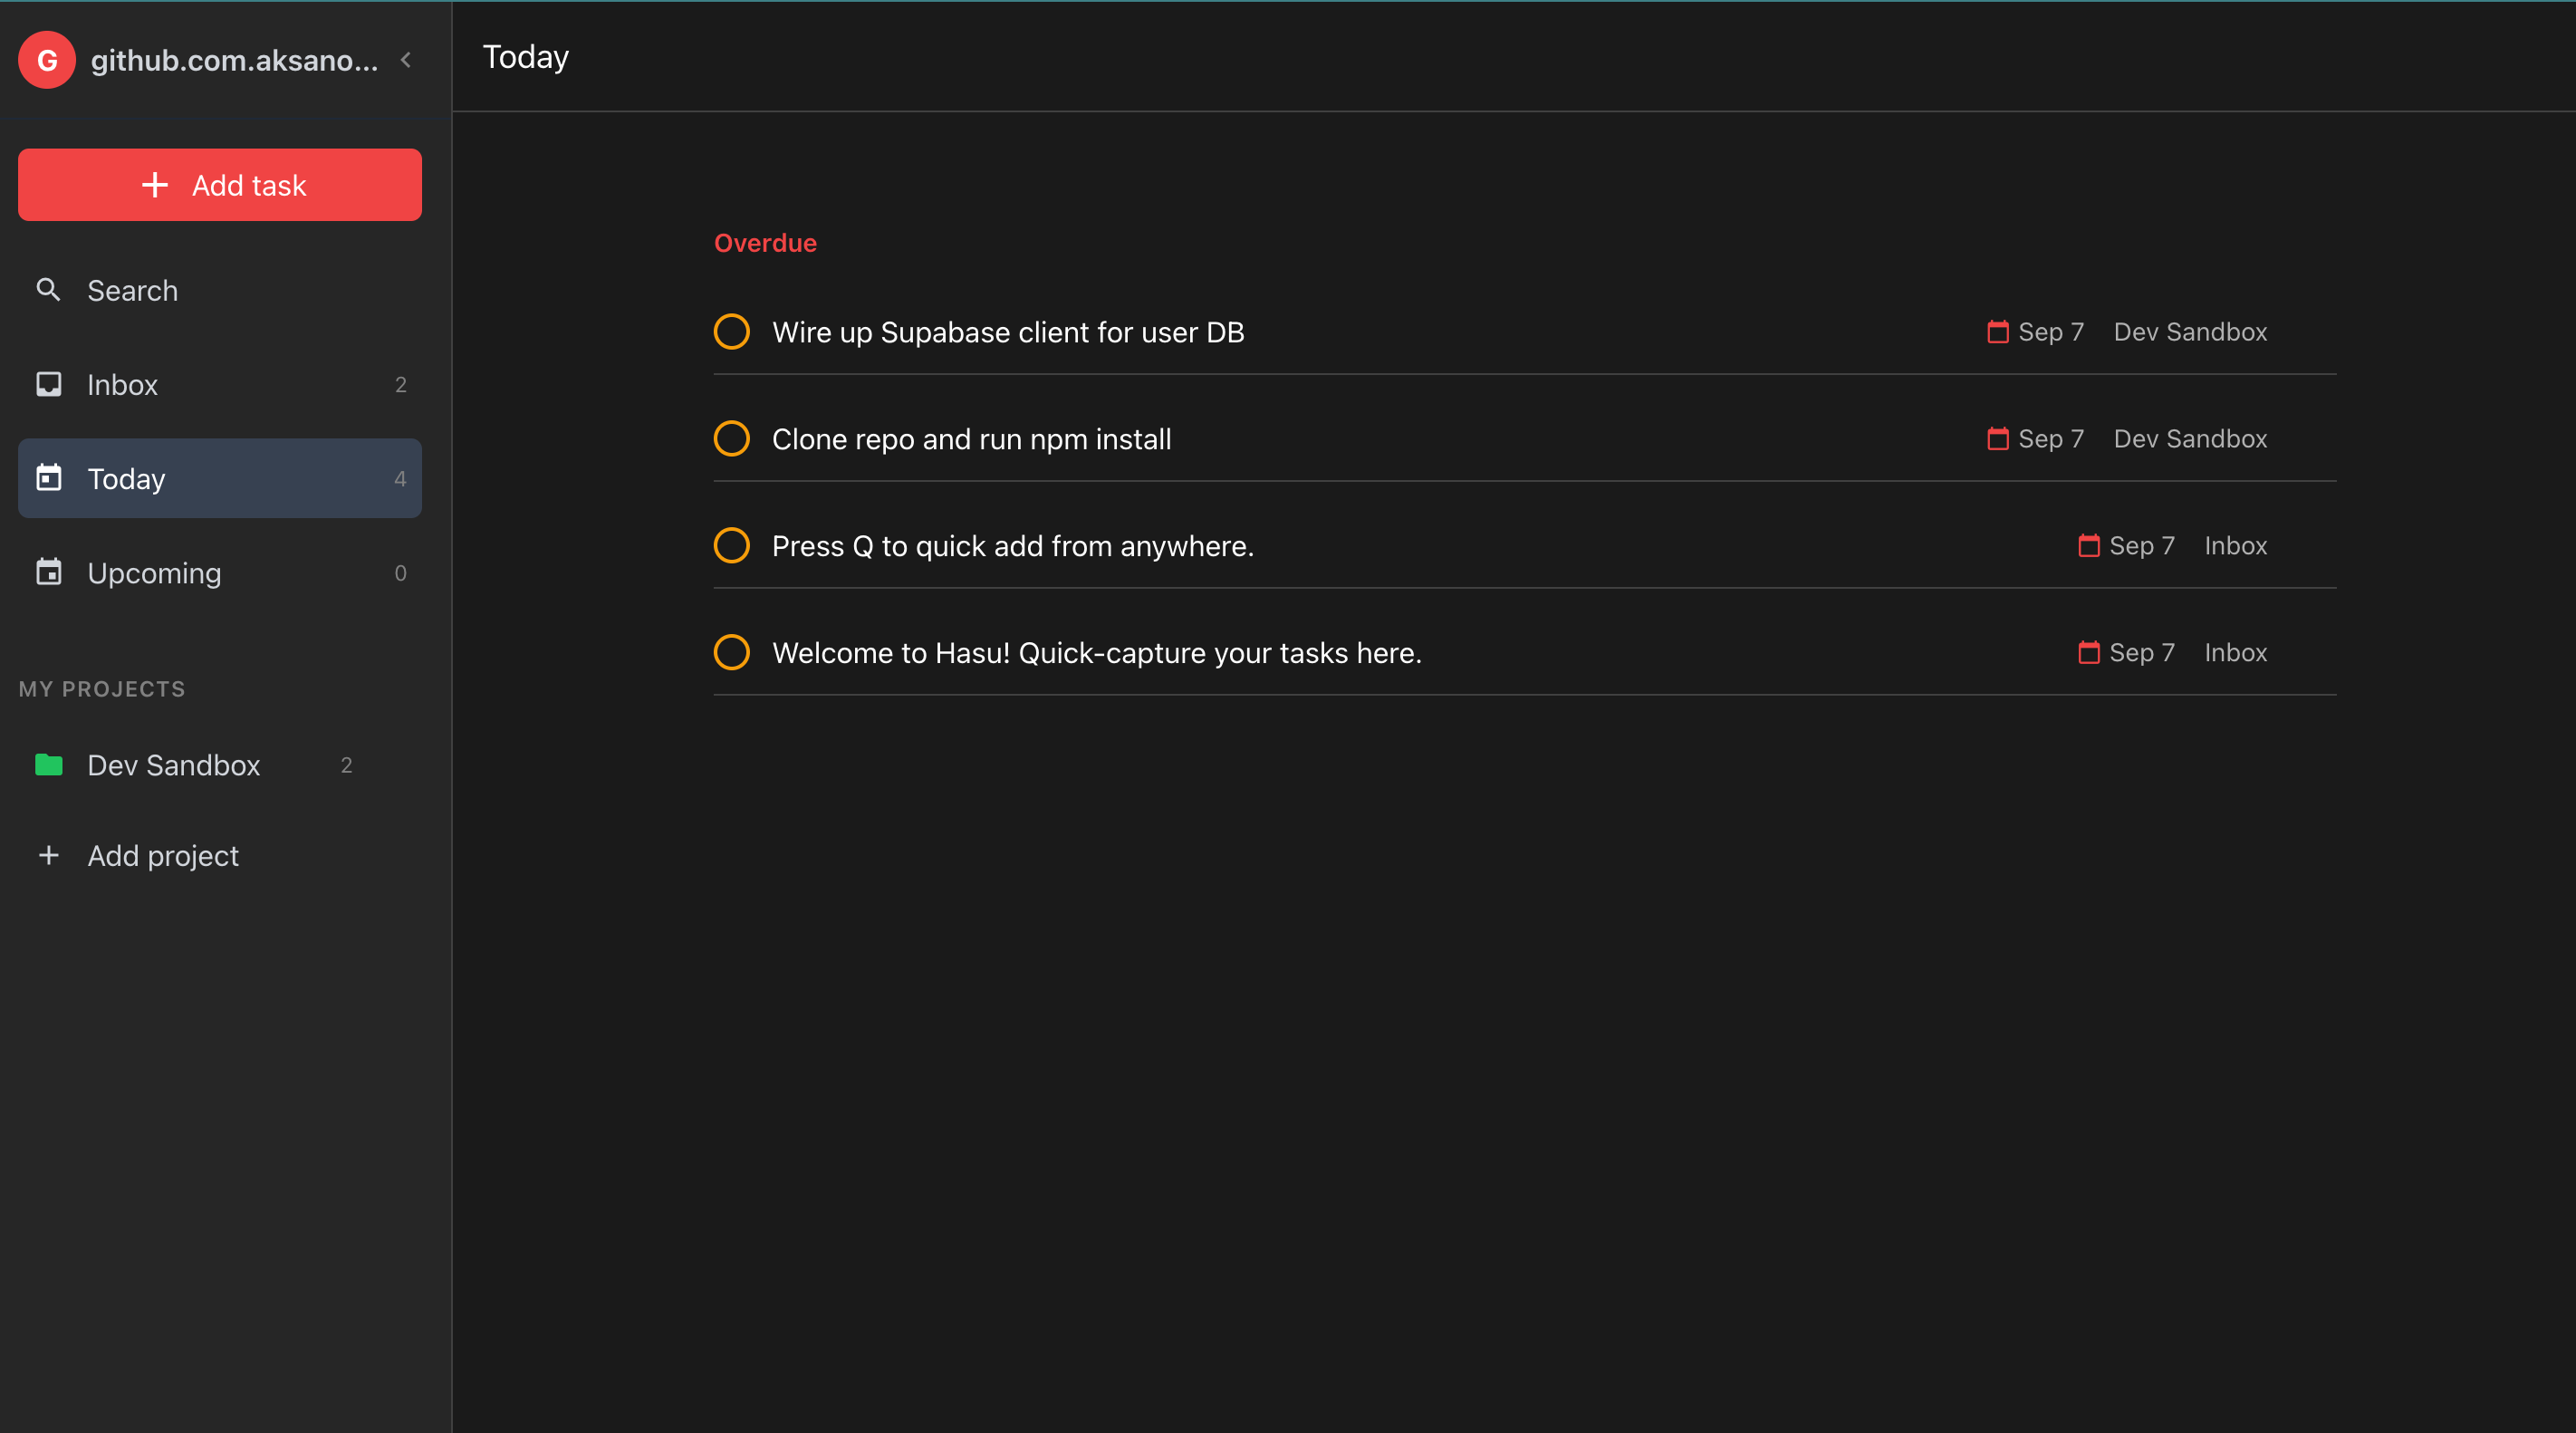 G github.com.aksano...
Add task
Search
Inbox 2
Today 4
Upcoming 0
MY PROJECTS
Dev Sandbox 2
Add project
Today
Overdue
Wire up Supabase client for user DB Sep 7 Dev Sandbox
Clone repo and run npm install Sep 7 Dev Sandbox
Press Q to quick add from anywhere. Sep 7 Inbox
Welcome to Hasu! Quick-capture your tasks here. Sep 7 Inbox